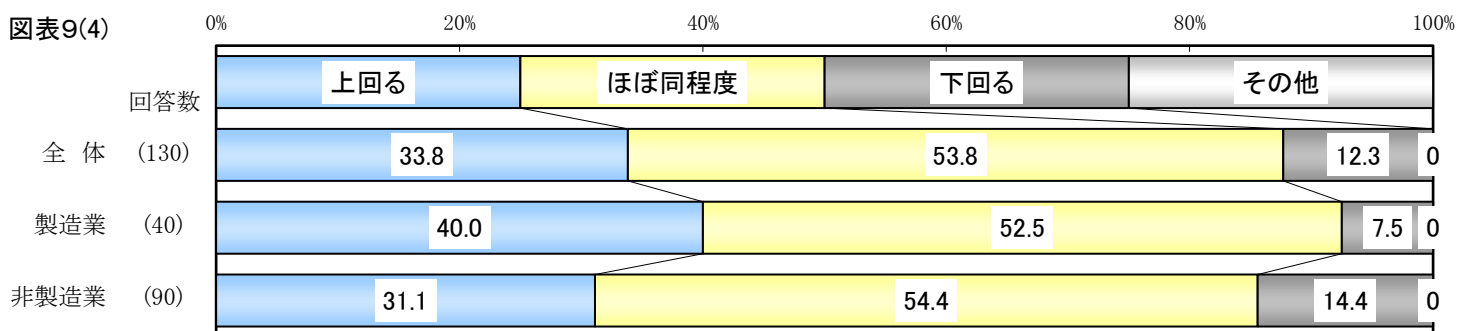 図表9(4)
0% 20% 40% 60% 80% 100%
上回る ほぼ同程度 下回る その他
回答数
全 体 (130) 33.8 53.8 12.3 0
製造業 (40) 40.0 52.5 7.5 0
非製造業 (90) 31.1 54.4 14.4 0